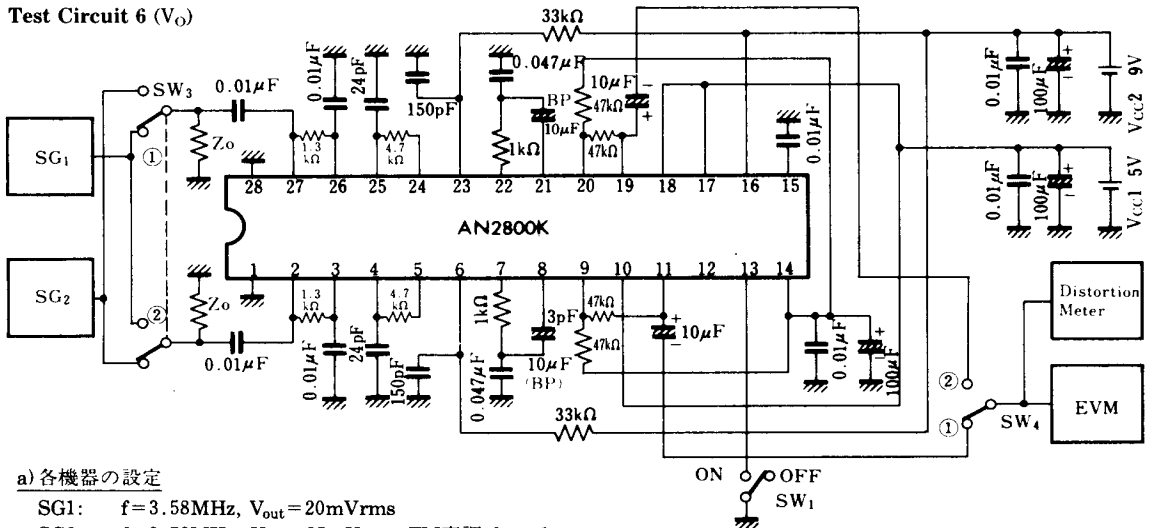 Test Circuit 6 (V_O)
33kΩ
SW₃
0.01μF
0.01μF
24pF
150pF
0.047μF
BP
10μF
10μF
47kΩ
47kΩ
0.01μF
0.01μF
100μF
Vcc2 9V
SG₁
①
Zo
1.3kΩ
4.7kΩ
1kΩ
28 27 26 25 24 23 22 21 20 19 18 17 16 15
0.01μF
100μF
Vcc1 5V
AN2800K
1 2 3 4 5 6 7 8 9 10 11 12 13 14
SG₂
②
Zo
0.01μF
1.3kΩ
0.01μF
24pF
4.7kΩ
150pF
1kΩ
0.047μF
3pF
10μF
(BP)
47kΩ
47kΩ
10μF
0.01μF
100μF
Distortion
Meter
②
①
SW₄
EVM
33kΩ
ON
OFF
SW₁
a) 各機器の設定
SG1: f=3.58MHz, V_out=20mVrms